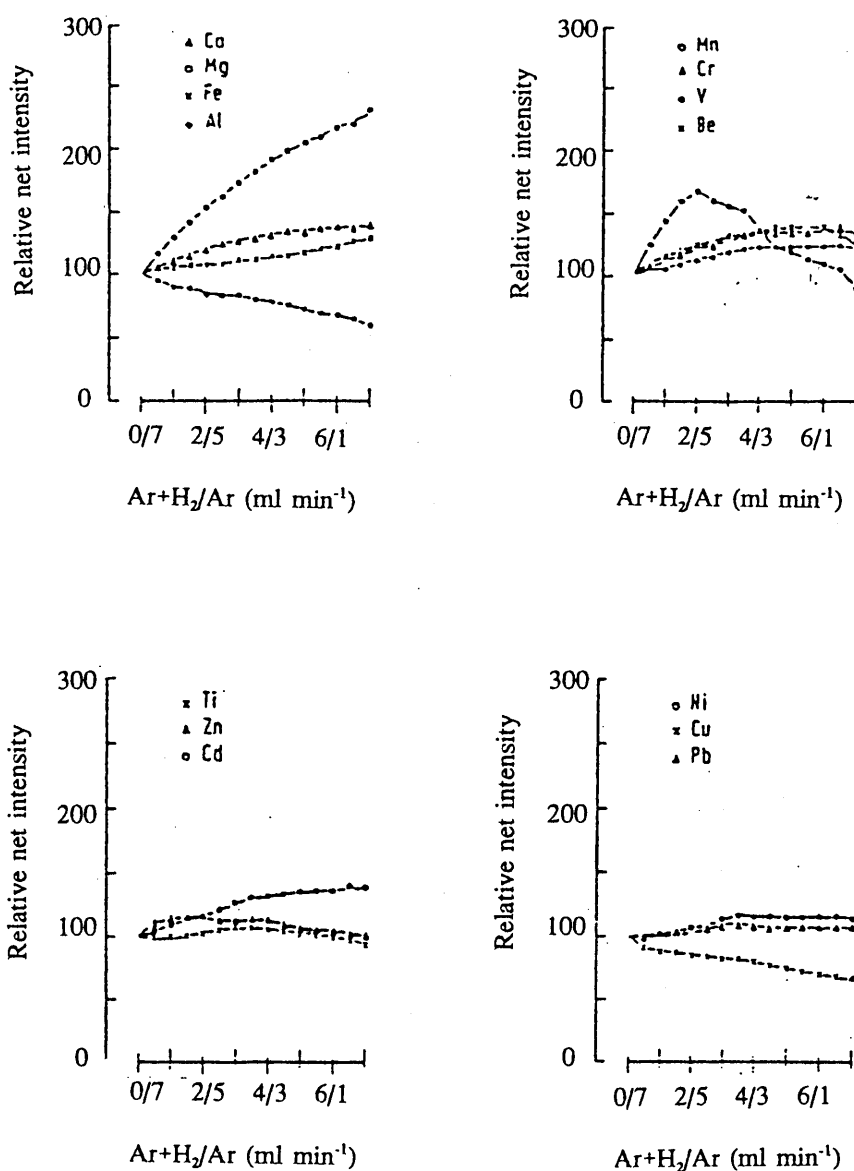 Relative net intensity
300
200
100
0
Ca
Mg
Fe
Al
0/7 2/5 4/3 6/1
Ar+H₂/Ar (ml min⁻¹)
Relative net intensity
300
200
100
0
Mn
Cr
V
Be
0/7 2/5 4/3 6/1
Ar+H₂/Ar (ml min⁻¹)
Relative net intensity
300
200
100
0
Ti
Zn
Cd
0/7 2/5 4/3 6/1
Ar+H₂/Ar (ml min⁻¹)
Relative net intensity
300
200
100
0
Ni
Cu
Pb
0/7 2/5 4/3 6/1
Ar+H₂/Ar (ml min⁻¹)